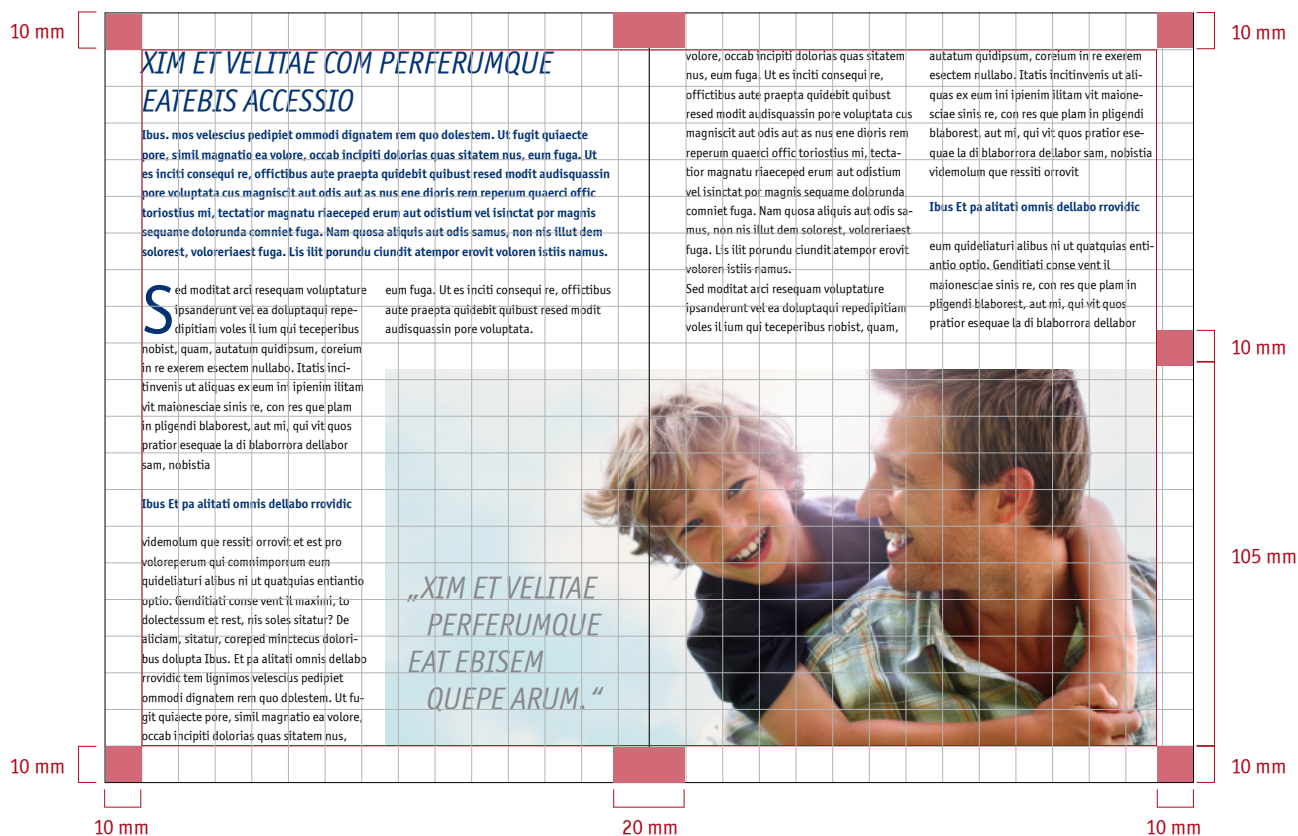 10 mm
10 mm
XIM ET VELITAE COM PERFERUMQUE
EATEBIS ACCESSIO
Ibus. mos velescius pedipiet ommodi dignatem rem quo dolestem. Ut fugit quiaecte
pore, simil magnatio ea volore, occab incipiti dolorias quas sitatem nus, eum fuga. Ut
es inciti consequi re, offictibus aute praepta quidebit quibust resed modit audisquassin
pore voluptata cus magniscit aut odis aut as nus ene dioris rem reperum quaerci offic
toriostius mi, tectatior magnatu riaeceped erum aut odistium vel isinctat por magnis
sequame dolorunda comniet fuga. Nam quosa aliquis aut odis samus, non nis illut dem
solorest, voloreriaest fuga. Lis ilit porundu ciundit atempor erovit voloren istiis namus.
Sed moditat arci resequam voluptature
ipsanderunt vel ea doluptaqui repe-
dipitiam voles il ium qui teceperibus
nobist, quam, autatum quidipsum, coreium
in re exerem esectem nullabo. Itatis inci-
tinvenis ut aliquas ex eum ini ipienim ilitam
vit maionesciae sinis re, con res que plam
in pligendi blaborest, aut mi, qui vit quos
pratior esequae la di blaborrora dellabor
sam, nobistia
Ibus Et pa alitati omnis dellabo rrovidic
videmolum que ressiti orrovit et est pro
voloreperum qui comnimporrum eum
quideliaturi alibus ni ut quatquias entiantio
optio. Genditiati conse vent il maximi, to
dolectessum et rest, nis soles sitatur? De
aliciam, sitatur, coreped minctecus dolori-
bus dolupta Ibus. Et pa alitati omnis dellabo
rrovidic tem lignimos velescius pedipiet
ommodi dignatem rem quo dolestem. Ut fu-
git quiaecte pore, simil magnatio ea volore,
occab incipiti dolorias quas sitatem nus,
eum fuga. Ut es inciti consequi re, offictibus
aute praepta quidebit quibust resed modit
audisquassin pore voluptata.
„XIM ET VELITAE
PERFERUMQUE
EAT EBISEM
QUEPE ARUM.“
volore, occab incipiti dolorias quas sitatem
nus, eum fuga. Ut es inciti consequi re,
offictibus aute praepta quidebit quibust
resed modit audisquassin pore voluptata cus
magniscit aut odis aut as nus ene dioris rem
reperum quaerci offic toriostius mi, tecta-
tior magnatu riaeceped erum aut odistium
vel isinctat por magnis sequame dolorunda
comniet fuga. Nam quosa aliquis aut odis sa-
mus, non nis illut dem solorest, voloreriaest
fuga. Lis ilit porundu ciundit atempor erovit
voloren istiis namus.
Sed moditat arci resequam voluptature
ipsanderunt vel ea doluptaqui repedipitiam
voles il ium qui teceperibus nobist, quam,
autatum quidipsum, coreium in re exerem
esectem nullabo. Itatis incitinvenis ut ali-
quas ex eum ini ipienim ilitam vit maione-
sciae sinis re, con res que plam in pligendi
blaborest, aut mi, qui vit quos pratior ese-
quae la di blaborrora dellabor sam, nobistia
videmolum que ressiti orrovit
Ibus Et pa alitati omnis dellabo rrovidic
eum quideliaturi alibus ni ut quatquias enti-
antio optio. Genditiati conse vent il
maionesciae sinis re, con res que plam in
pligendi blaborest, aut mi, qui vit quos
pratior esequae la di blaborrora dellabor
10 mm
105 mm
10 mm
10 mm
10 mm
20 mm
10 mm